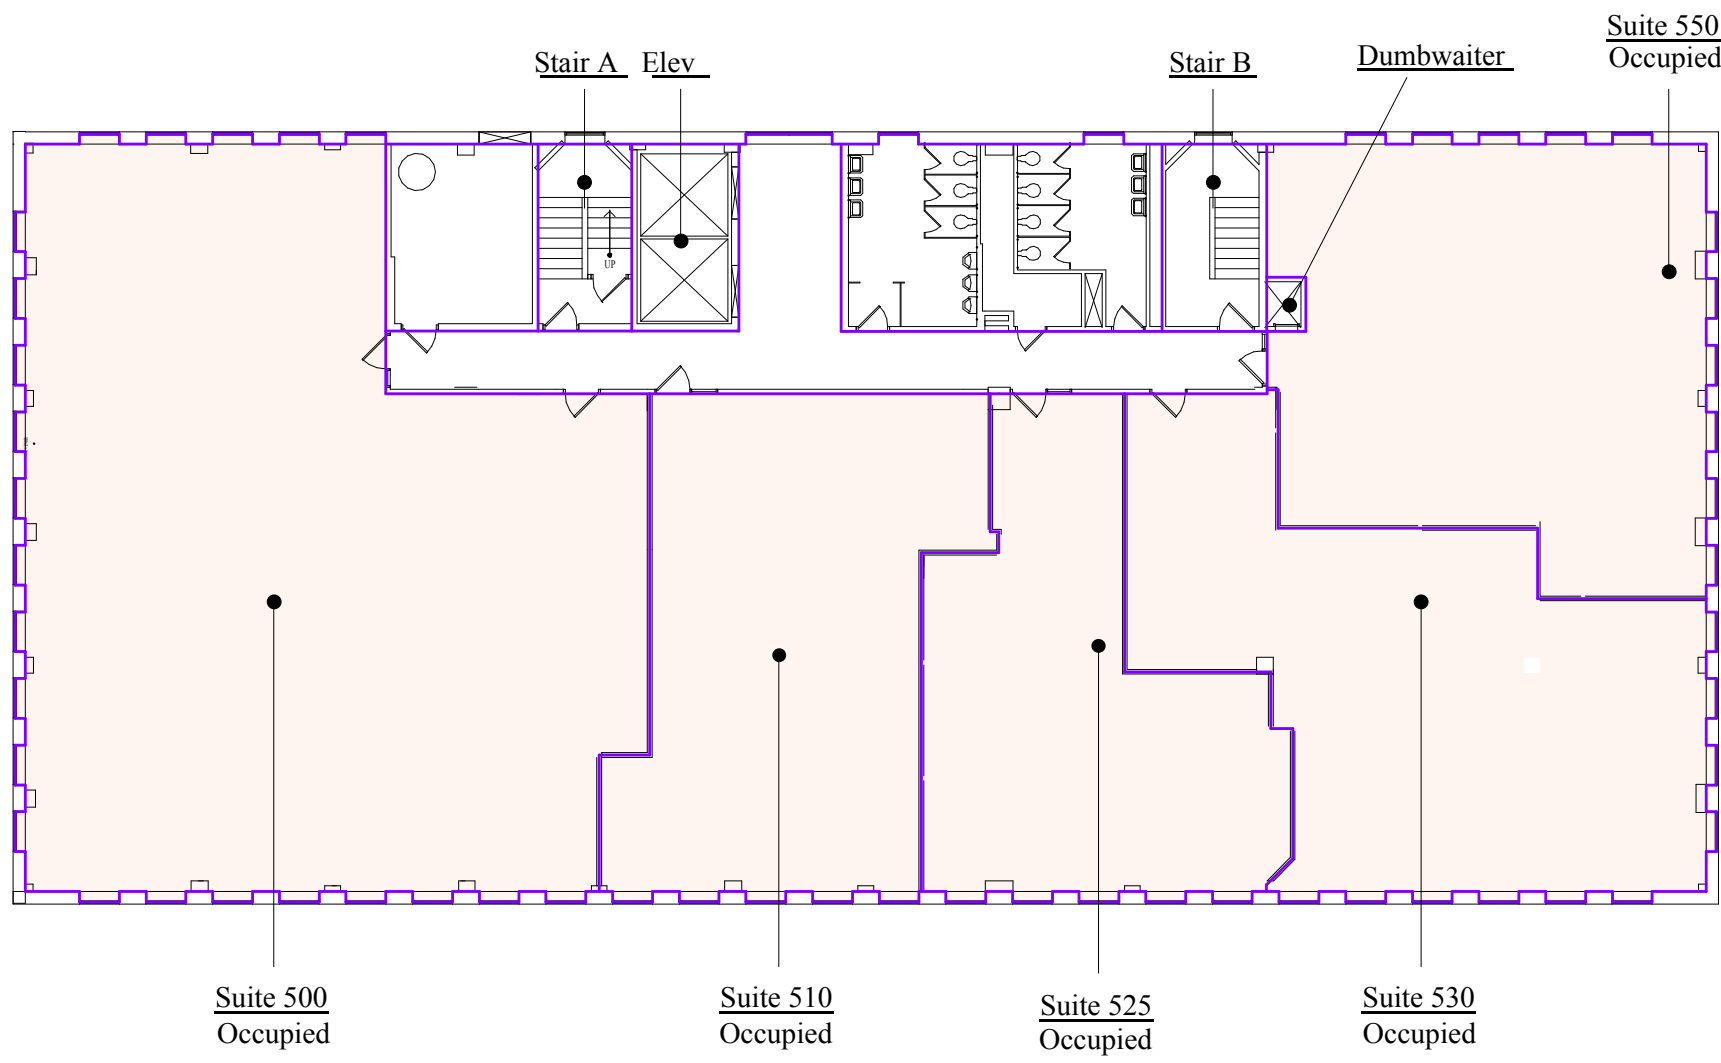 Suite 550
Occupied
Stair A
Elev
Stair B
Dumbwaiter
UP
Suite 500
Occupied
Suite 510
Occupied
Suite 525
Occupied
Suite 530
Occupied